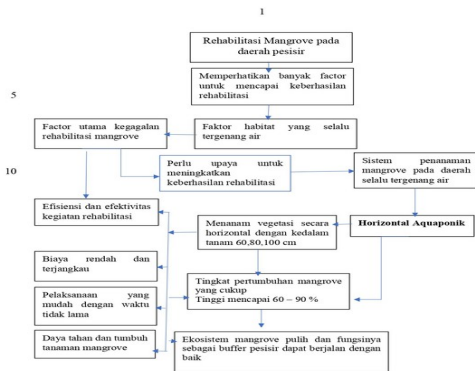 1
Rehabilitasi Mangrove pada
daerah pesisir
Memperhatikan banyak factor
untuk mencapai keberhasilan
rehabilitasi
5
Factor utama kegagalan
rehabilitasi mangrove
Faktor habitat yang selalu
tergenang air
10
Perlu upaya untuk
meningkatkan
keberhasilan rehabilitasi
Sistem penanaman
mangrove pada daerah
selalu tergenang air
Efisiensi dan efektivitas
kegiatan rehabilitasi
Menanam vegetasi secara
horizontal dengan kedalam
tanam 60,80,100 cm
Horizontal Aquaponik
Biaya rendah dan
terjangkau
Tingkat pertumbuhan mangrove
yang cukup
Tinggi mencapai 60 – 90 %
Pelaksanaan yang
mudah dengan waktu
tidak lama
Daya tahan dan tumbuh
tanaman mangrove
Ekosistem mangrove pulih dan fungsinya
sebagai buffer pesisir dapat berjalan dengan
baik